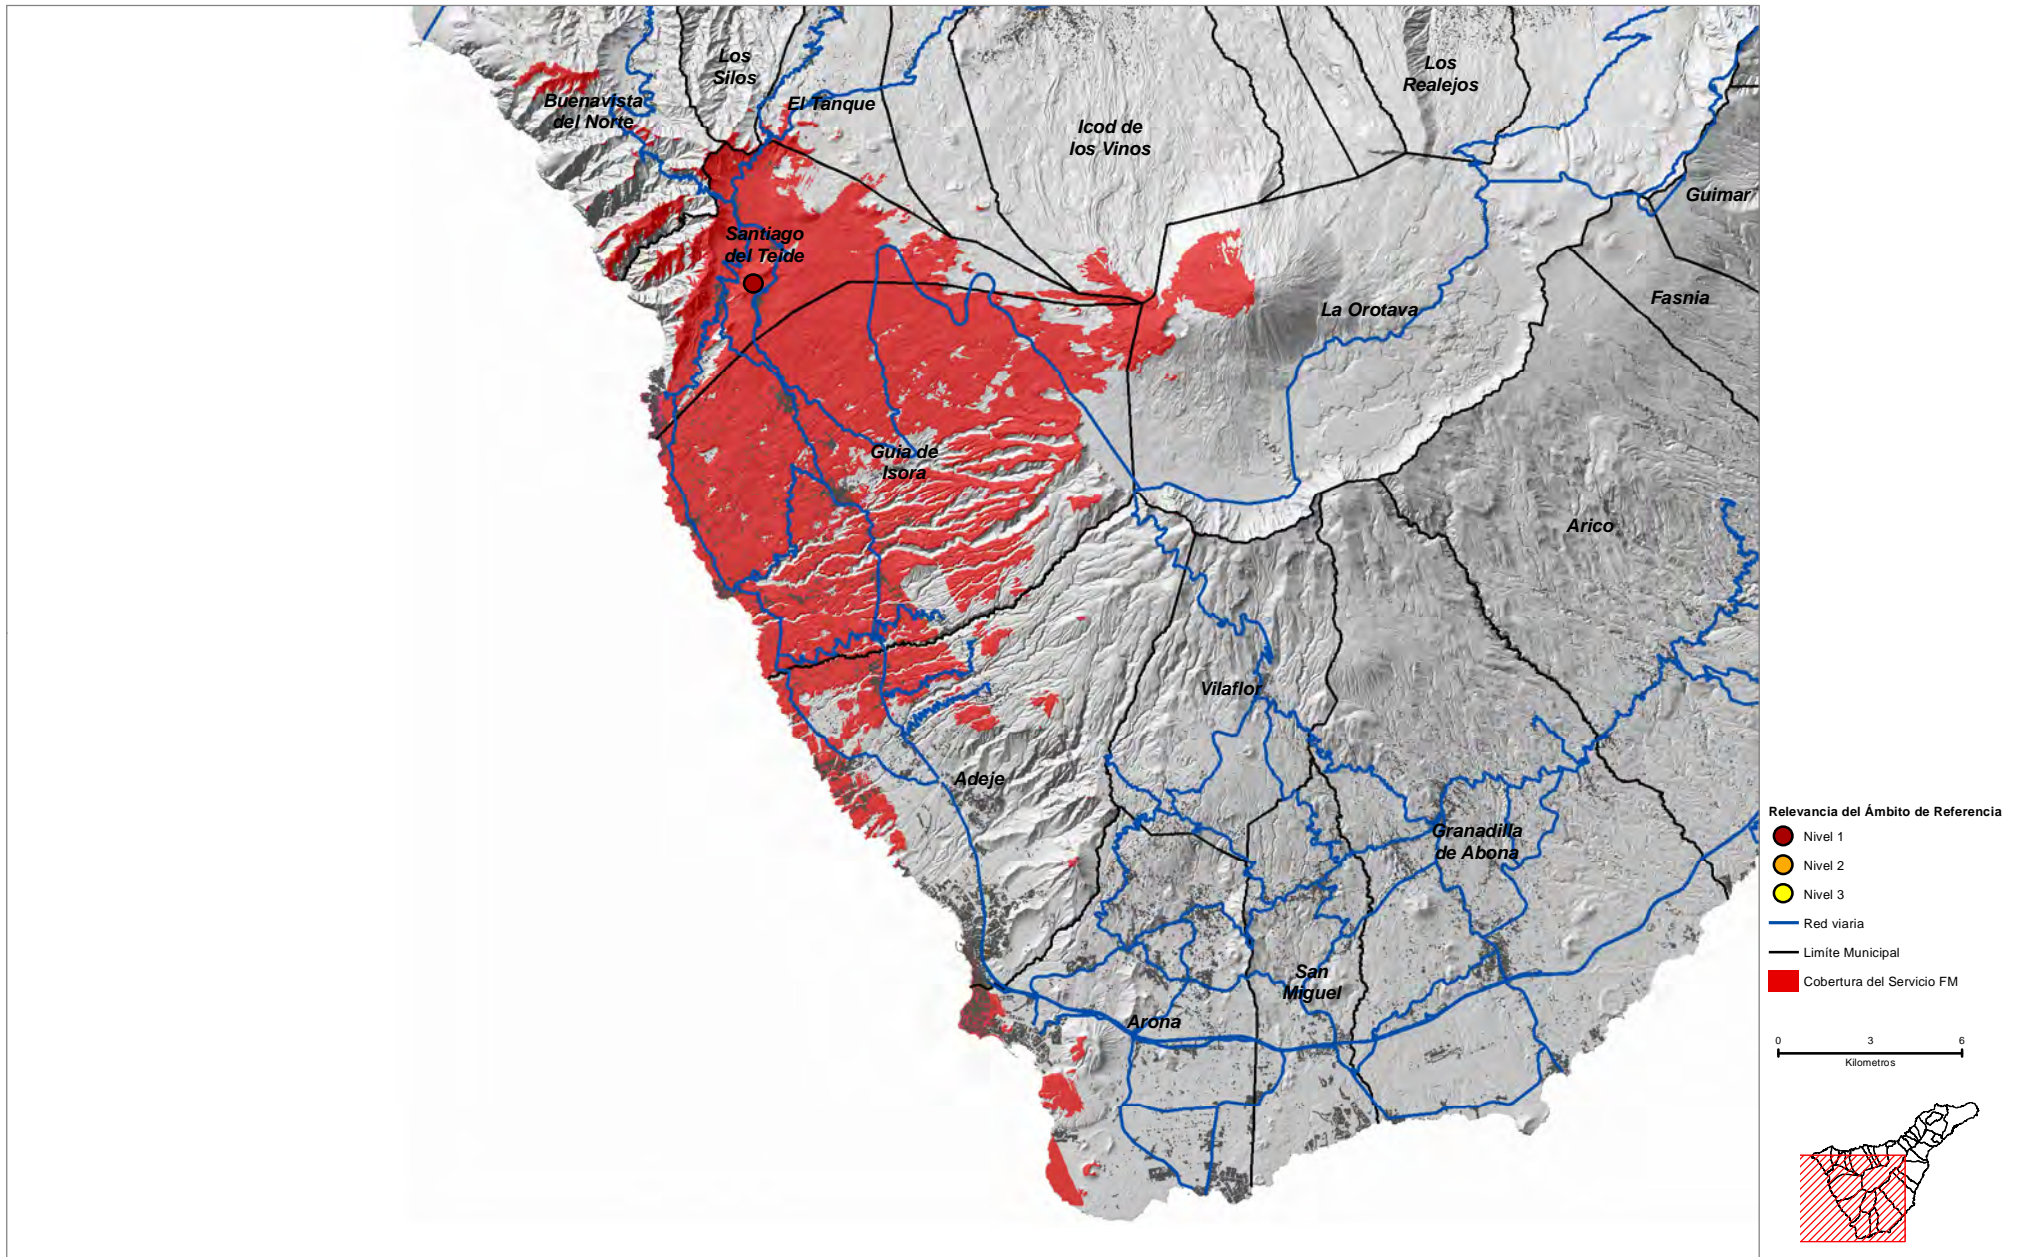 Los
Silos
El Tanque
Buenavista
del Norte
Icod de
los Vinos
Los
Realejos
Guimar
Santiago
del Teide
La Orotava
Fasnia
Guia de
Isora
Arico
Vilaflor
Adeje
Granadilla
de Abona
San
Miguel
Arona
Relevancia del Ámbito de Referencia
Nivel 1
Nivel 2
Nivel 3
Red viaria
Limíte Municipal
Cobertura del Servicio FM
0 3 6
Kilometros